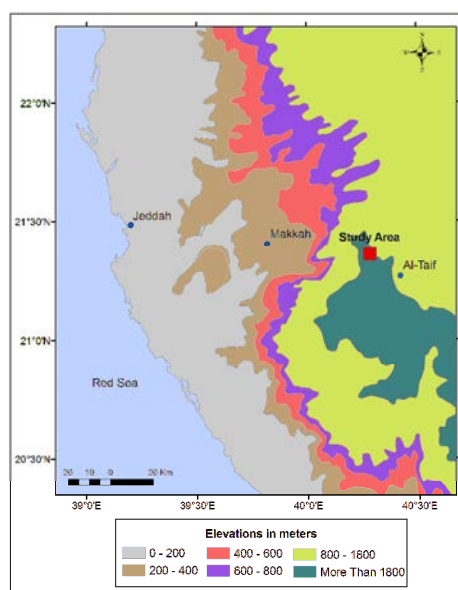 N
W E
S
22°0'N
Jeddah
21°30'N
Makkah
Study Area
Al-Taif
21°0'N
Red Sea
20°30'N
20 10 0 20 Km
39°0'E 39°30'E 40°0'E 40°30'E
Elevations in meters
0 - 200 400 - 600 800 - 1800
200 - 400 600 - 800 More Than 1800